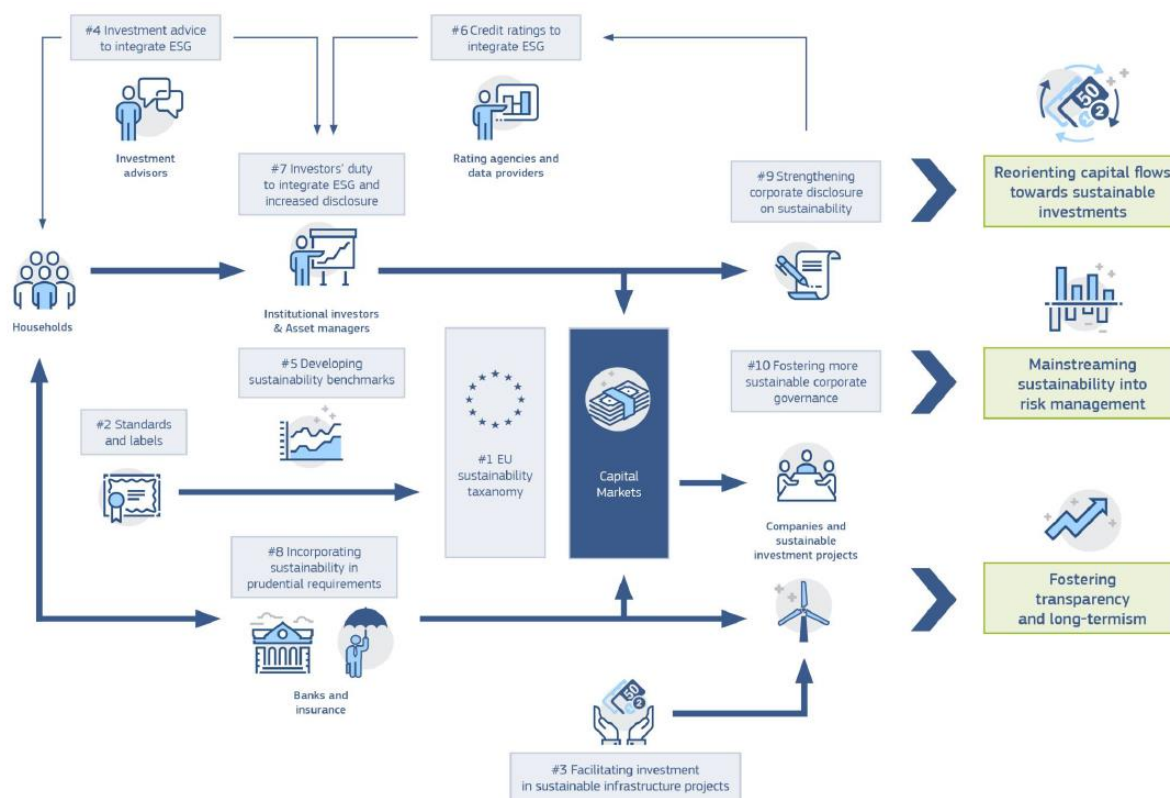 #4 Investment advice
to integrate ESG
#6 Credit ratings to
integrate ESG
50
2
Investment
advisors
Rating agencies and
data providers
#7 Investors' duty
to integrate ESG and
increased disclosure
#9 Strengthening
corporate disclosure
on sustainability
Reorienting capital flows
towards sustainable
investments
Households
Institutional investors
& Asset managers
#5 Developing
sustainability benchmarks
#10 Fostering more
sustainable corporate
governance
Mainstreaming
sustainability into
risk management
#2 Standards
and labels
#1 EU
sustainability
taxanomy
Capital
Markets
Companies and
sustainable
investment projects
#8 Incorporating
sustainability in
prudential requirements
Fostering
transparency
and long-termism
Banks and
insurance
50
2
#3 Facilitating investment
in sustainable infrastructure projects